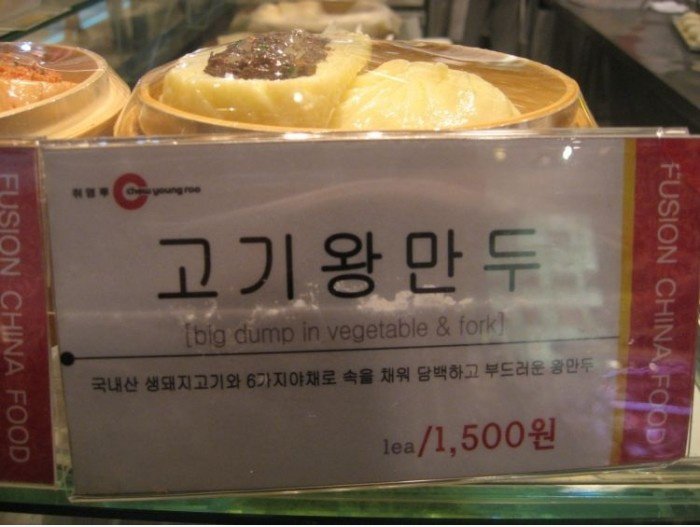 취영루 chow young roo
고기왕만두
[big dump in vegetable & fork]
국내산 생돼지고기와 6가지야채로 속을 채워 담백하고 부드러운 왕만두
1ea/1,500원
FUSION CHINA FOOD
FUSION CHINA FOOD